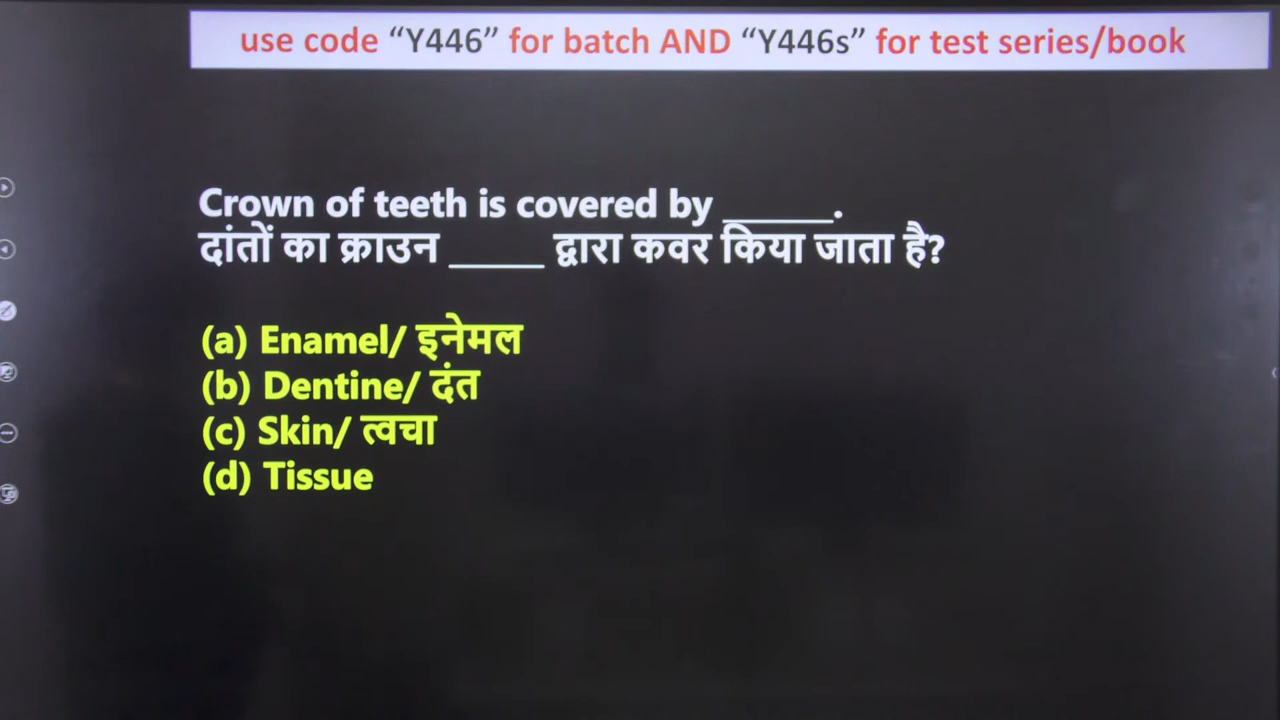 use code “Y446” for batch AND “Y446s” for test series/book
Crown of teeth is covered by ______.
दांतों का क्राउन _____ द्वारा कवर किया जाता है?
(a) Enamel/ इनेमल
(b) Dentine/ दंत
(c) Skin/ त्वचा
(d) Tissue